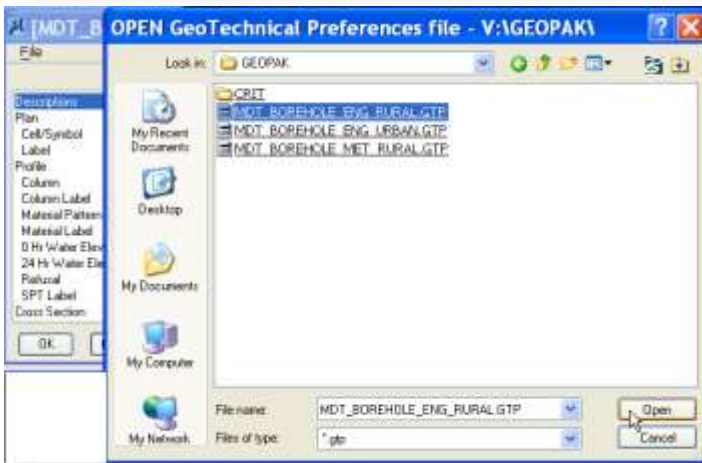 [MDT_B
OPEN GeoTechnical Preferences file - V:\GEOPAK\
File
Look in:
GEOPAK
Descriptions
Plan
Cell/Symbol
Label
Profile
Column
Column Label
Material Pattern
Material Label
0 Hr Water Elev
24 Hr Water Ele
Refusal
SPT Label
Cross Section
OK
My Recent
Documents
Desktop
My Documents
My Computer
My Network
CRIT
MDT_BOREHOLE_ENG_RURAL.GTP
MDT_BOREHOLE_ENG_URBAN.GTP
MDT_BOREHOLE_MET_RURAL.GTP
File name:
MDT_BOREHOLE_ENG_RURAL.GTP
Open
Files of type:
*.gtp
Cancel